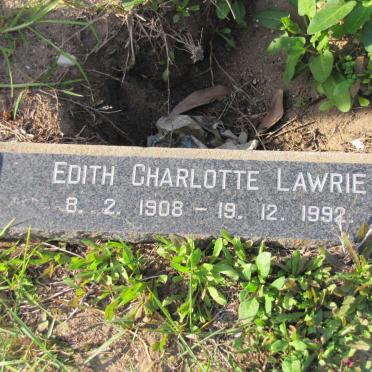 EDITH CHARLOTTE LAWRIE
8. 2. 1908 - 19. 12. 1992.